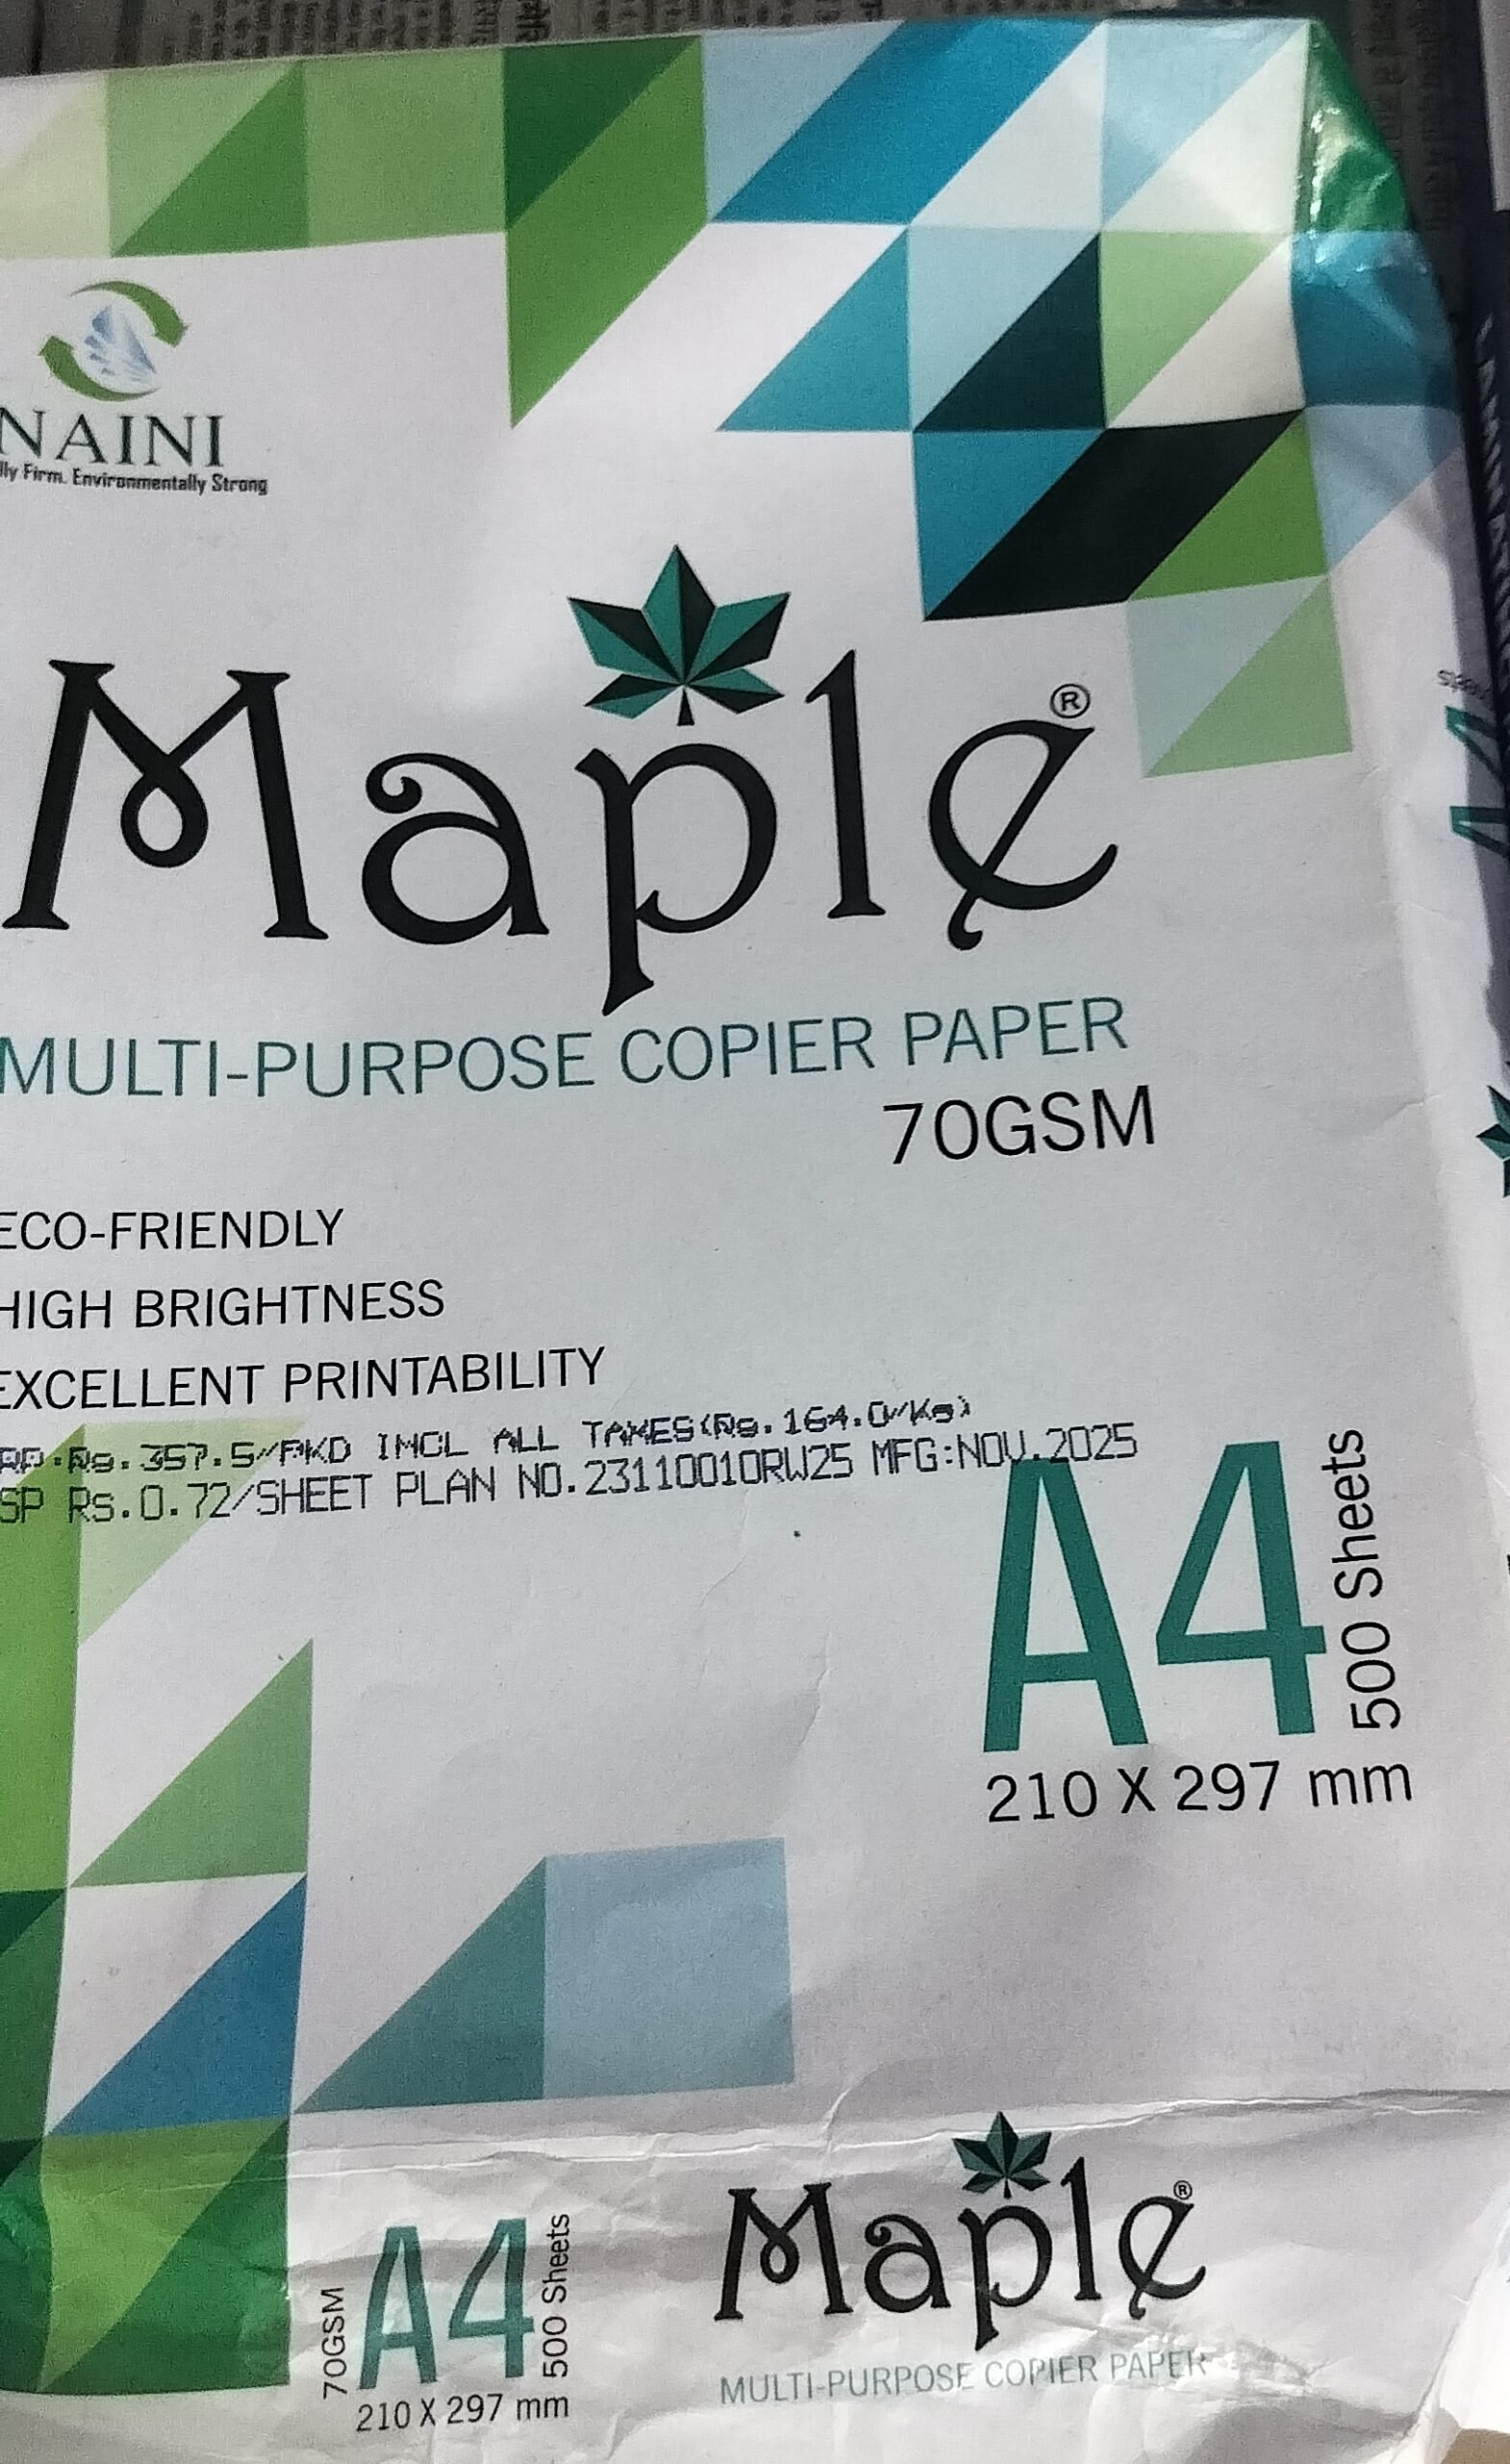 NAINI
Firm. Environmentally Strong
Maple®
MULTI-PURPOSE COPIER PAPER
70GSM
ECO-FRIENDLY
HIGH BRIGHTNESS
EXCELLENT PRINTABILITY
Rs.357.5/PKD INCL ALL TAXES(Rs.164.0/Kg)
SP Rs.0.72/SHEET PLAN NO.23110010RW25 MFG:NOV.2025
A4
500 Sheets
210 X 297 mm
70GSM
A4
500 Sheets
210 X 297 mm
Maple®
MULTI-PURPOSE COPIER PAPER